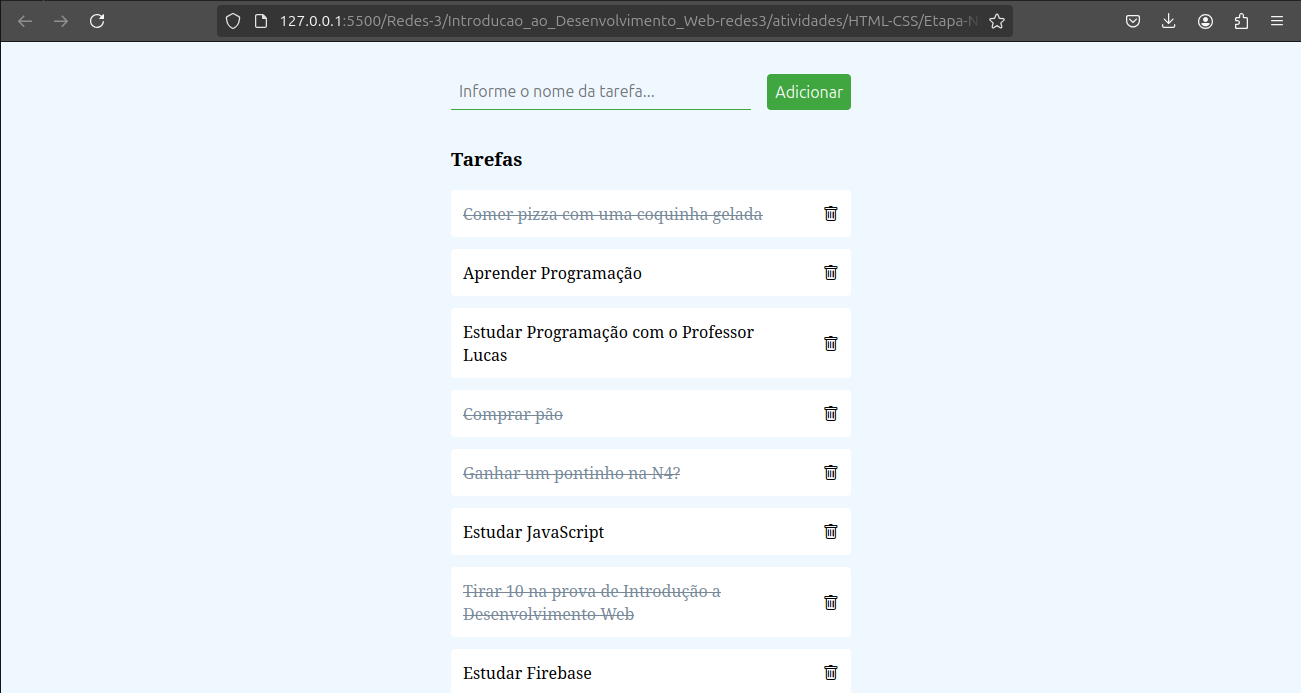 127.0.0.1:5500/Redes-3/Introducao_ao_Desenvolvimento_Web-redes3/atividades/HTML-CSS/Etapa-N
Informe o nome da tarefa...
Adicionar
Tarefas
Comer pizza com uma coquinha gelada
Aprender Programação
Estudar Programação com o Professor
Lucas
Comprar pão
Ganhar um pontinho na N4?
Estudar JavaScript
Tirar 10 na prova de Introdução a
Desenvolvimento Web
Estudar Firebase